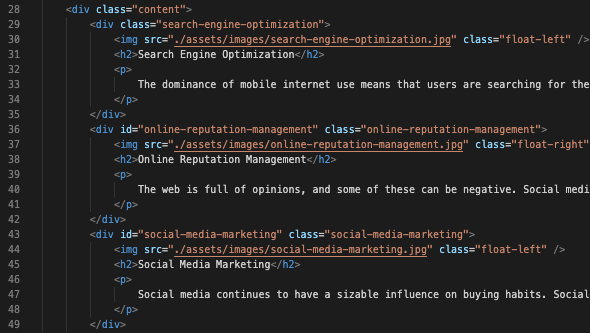 28 <div class="content">
29 <div class="search-engine-optimization">
30 <img src="./assets/images/search-engine-optimization.jpg" class="float-left" />
31 <h2>Search Engine Optimization</h2>
32 <p>
33 The dominance of mobile internet use means that users are searching for the
34 </p>
35 </div>
36 <div id="online-reputation-management" class="online-reputation-management">
37 <img src="./assets/images/online-reputation-management.jpg" class="float-right"
38 <h2>Online Reputation Management</h2>
39 <p>
40 The web is full of opinions, and some of these can be negative. Social medi
41 </p>
42 </div>
43 <div id="social-media-marketing" class="social-media-marketing">
44 <img src="./assets/images/social-media-marketing.jpg" class="float-left" />
45 <h2>Social Media Marketing</h2>
46 <p>
47 Social media continues to have a sizable influence on buying habits. Social
48 </p>
49 </div>